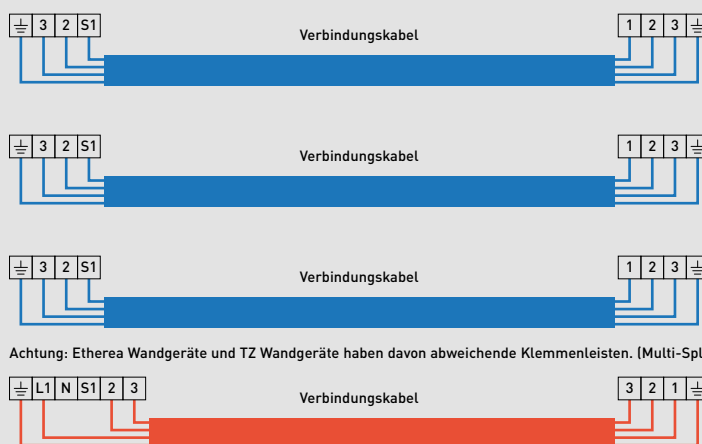 3 2 S1 Verbindungskabel 1 2 3
3 2 S1 Verbindungskabel 1 2 3
3 2 S1 Verbindungskabel 1 2 3
Achtung: Etherea Wandgeräte und TZ Wandgeräte haben davon abweichende Klemmenleisten. (Multi-Spl
L1 N S1 2 3 Verbindungskabel 3 2 1